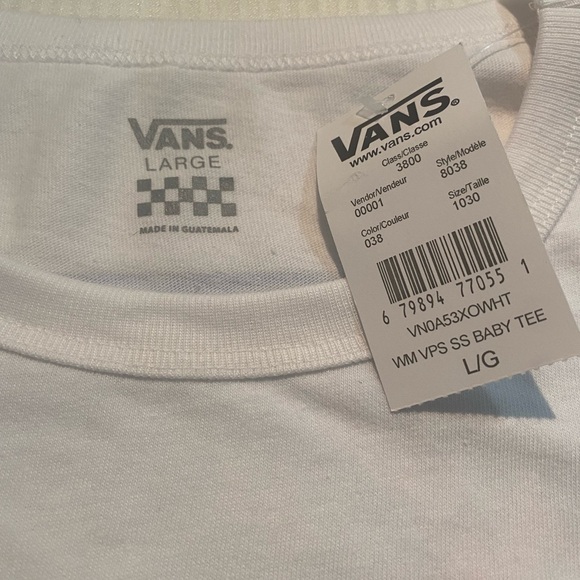 VANS.
LARGE
MADE IN GUATEMALA
VANS®
www.vans.com
Class/Classe
3800
Vendor/Vendeur
00001
Style/Modèle
8038
Color/Couleur
038
Size/Taille
1030
6 79894 77055 1
VN0A53XOWHT
WM VPS SS BABY TEE
L/G